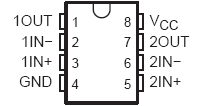 1OUT 1 8 VCC
1IN− 2 7 2OUT
1IN+ 3 6 2IN−
GND 4 5 2IN+